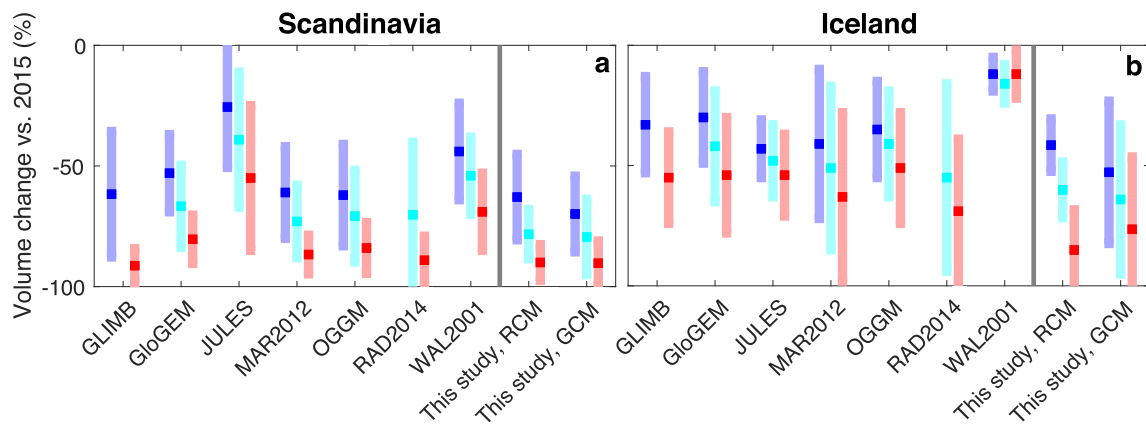 Scandinavia
Iceland
Volume change vs. 2015 (%)
0
-50
-100
a
b
GLIMB
GloGEM
JULES
MAR2012
OGGM
RAD2014
WAL2001
This study, RCM
This study, GCM
GLIMB
GloGEM
JULES
MAR2012
OGGM
RAD2014
WAL2001
This study, RCM
This study, GCM